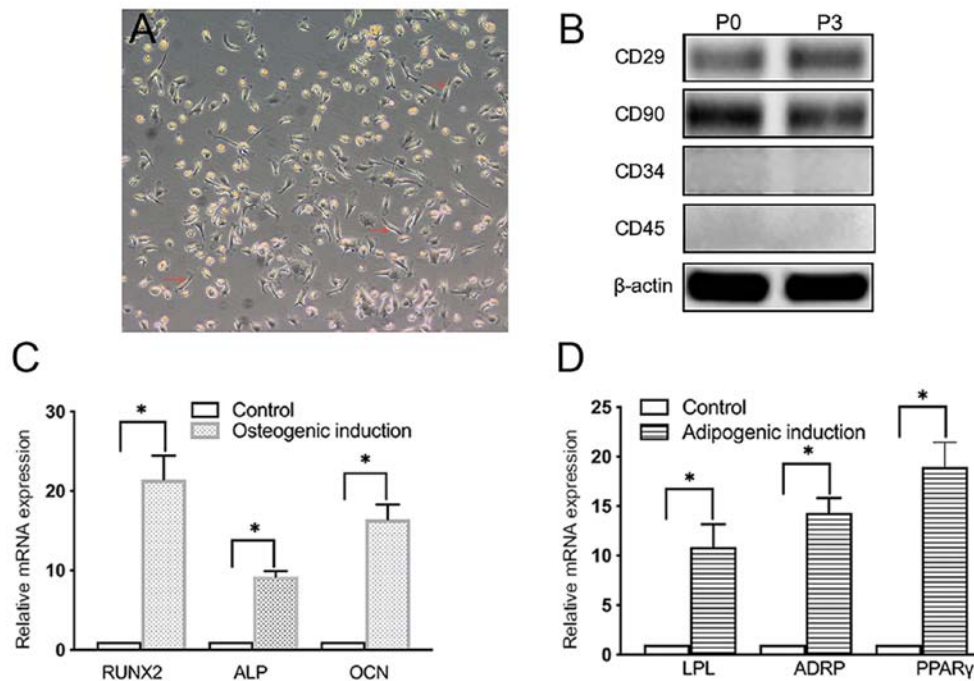 A
B
P0 P3
CD29
CD90
CD34
CD45
β-actin
C
Relative mRNA expression
30
20
10
0
*
*
*
Control
Osteogenic induction
RUNX2 ALP OCN
D
Relative mRNA expression
25
20
15
10
5
0
*
*
*
Control
Adipogenic induction
LPL ADRP PPARγ